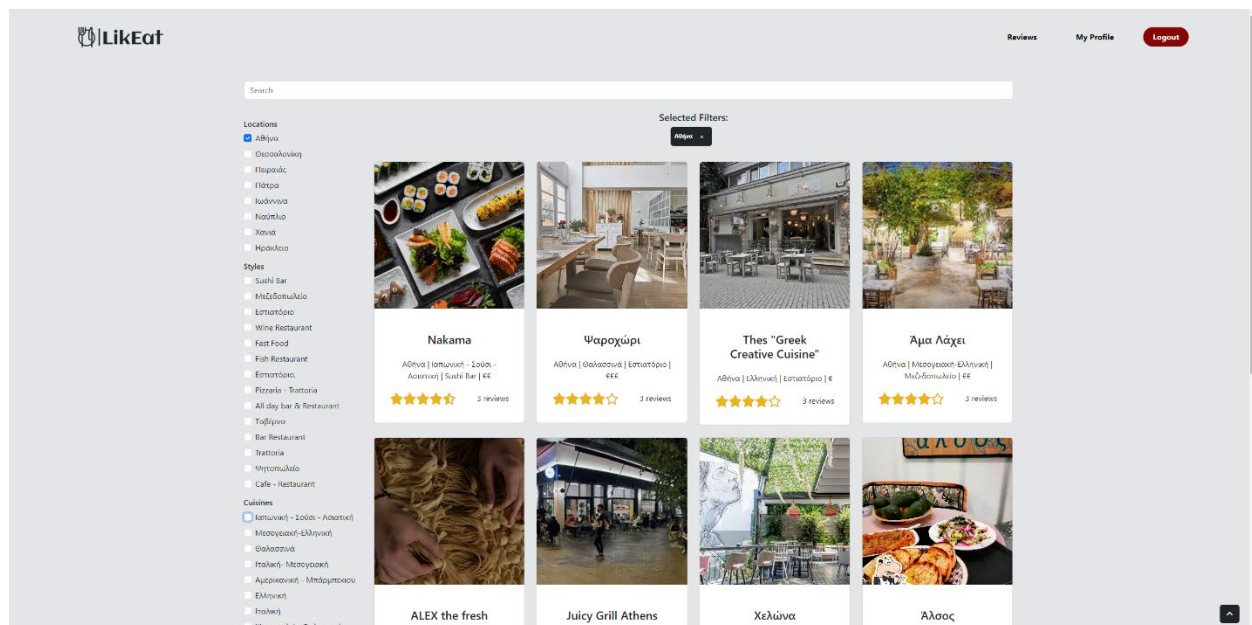 LikEat
Reviews
My Profile
Logout
Search
Locations
Αθήνα
Θεσσαλονίκη
Πειραιάς
Πάτρα
Ιωάννινα
Ναύπλιο
Χανιά
Ηράκλειο
Styles
Sushi Bar
Μεζεδοπωλείο
Εστιατόριο
Wine Restaurant
Fast Food
Fish Restaurant
Εστιατόριο,
Pizzaria - Trattoria
All day bar & Restaurant
Ταβέρνα
Bar Restaurant
Trattoria
Ψητοπωλείο
Cafe - Restaurant
Cuisines
Ιαπωνική - Σούσι - Ασιατική
Μεσογειακή-Ελληνική
Θαλασσινά
Ιταλική- Μεσογειακή
Αμερικανική - Μπάρμπεκιου
Ελληνική
Ιταλική
Selected Filters:
Αθήνα ×
Nakama
Αθήνα | Ιαπωνική - Σούσι -
Ασιατική | Sushi Bar | €€
3 reviews
Ψαροχώρι
Αθήνα | Θαλασσινά | Εστιατόριο |
€€€
3 reviews
Thes "Greek
Creative Cuisine"
Αθήνα | Ελληνική | Εστιατόριο | €
3 reviews
Άμα Λάχει
Αθήνα | Μεσογειακή-Ελληνική |
Μεζεδοπωλείο | €€
3 reviews
ALEX the fresh
Juicy Grill Athens
Χελώνα
άλσος
Άλσος